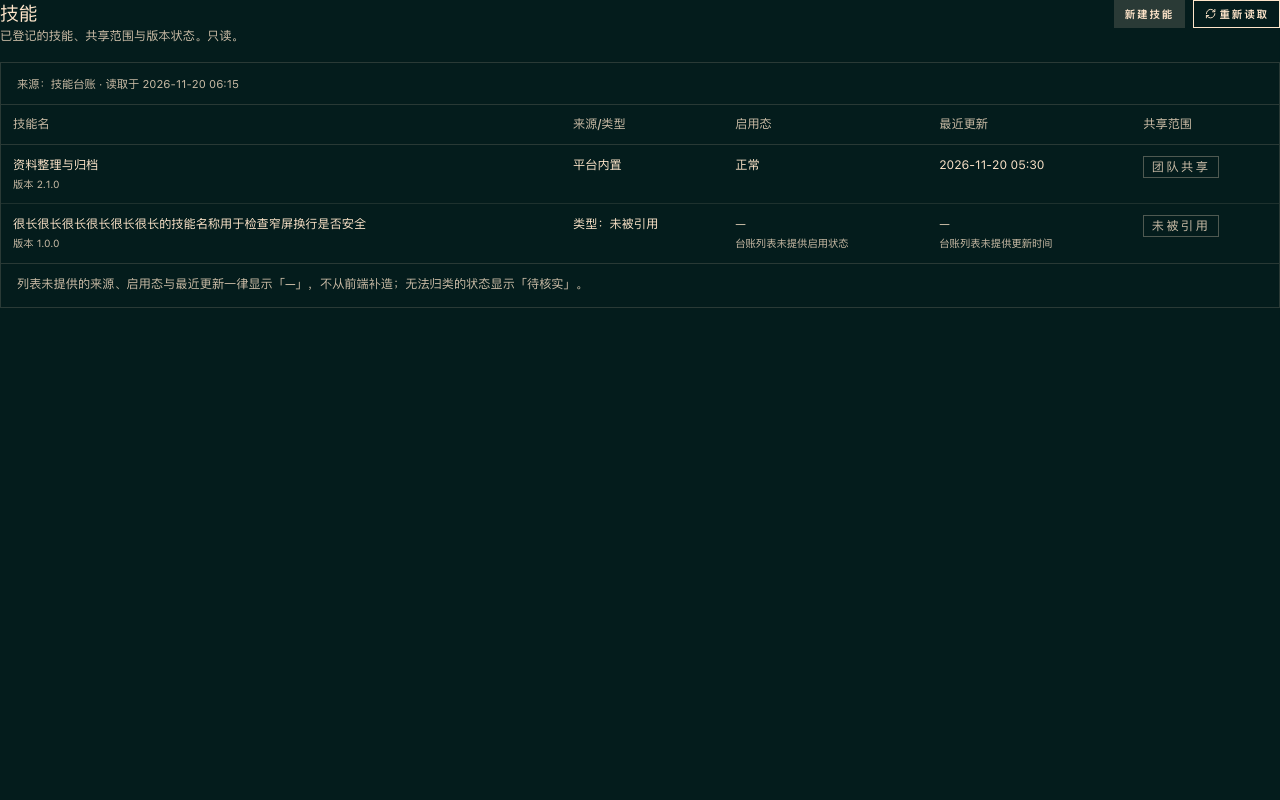 技能
新建技能
重新读取
已登记的技能、共享范围与版本状态。只读。
来源：技能台账 · 读取于 2026-11-20 06:15
技能名 来源/类型 启用态 最近更新 共享范围
资料整理与归档 平台内置 正常 2026-11-20 05:30 团队共享
版本 2.1.0
很长很长很长很长很长很长的技能名称用于检查窄屏换行是否安全 类型：未被引用 — — 未被引用
版本 1.0.0 台账列表未提供启用状态 台账列表未提供更新时间
列表未提供的来源、启用态与最近更新一律显示「—」，不从前端补造；无法归类的状态显示「待核实」。